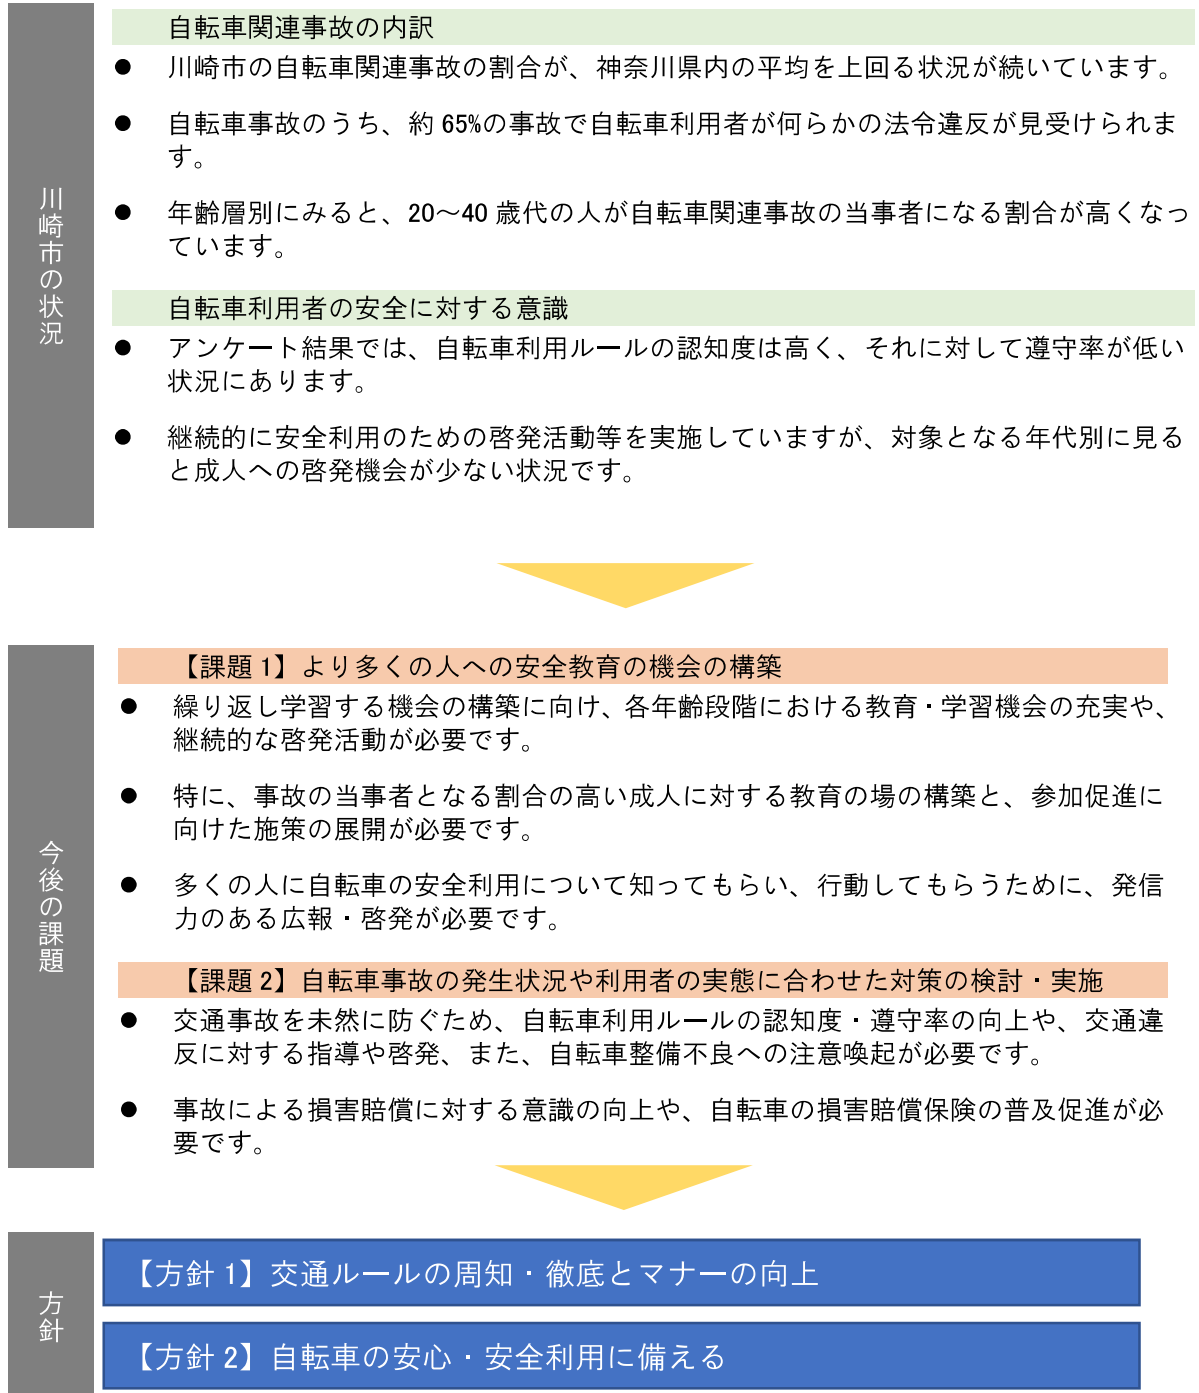 川崎市の状況
自転車関連事故の内訳
● 川崎市の自転車関連事故の割合が、神奈川県内の平均を上回る状況が続いています。
● 自転車事故のうち、約 65%の事故で自転車利用者が何らかの法令違反が見受けられま
す。
● 年齢層別にみると、20～40 歳代の人が自転車関連事故の当事者になる割合が高くなっ
ています。
自転車利用者の安全に対する意識
● アンケート結果では、自転車利用ルールの認知度は高く、それに対して遵守率が低い
状況にあります。
● 継続的に安全利用のための啓発活動等を実施していますが、対象となる年代別に見る
と成人への啓発機会が少ない状況です。
今後の課題
【課題 1】より多くの人への安全教育の機会の構築
● 繰り返し学習する機会の構築に向け、各年齢段階における教育・学習機会の充実や、
継続的な啓発活動が必要です。
● 特に、事故の当事者となる割合の高い成人に対する教育の場の構築と、参加促進に
向けた施策の展開が必要です。
● 多くの人に自転車の安全利用について知ってもらい、行動してもらうために、発信
力のある広報・啓発が必要です。
【課題 2】自転車事故の発生状況や利用者の実態に合わせた対策の検討・実施
● 交通事故を未然に防ぐため、自転車利用ルールの認知度・遵守率の向上や、交通違
反に対する指導や啓発、また、自転車整備不良への注意喚起が必要です。
● 事故による損害賠償に対する意識の向上や、自転車の損害賠償保険の普及促進が必
要です。
方針
【方針 1】交通ルールの周知・徹底とマナーの向上
【方針 2】自転車の安心・安全利用に備える